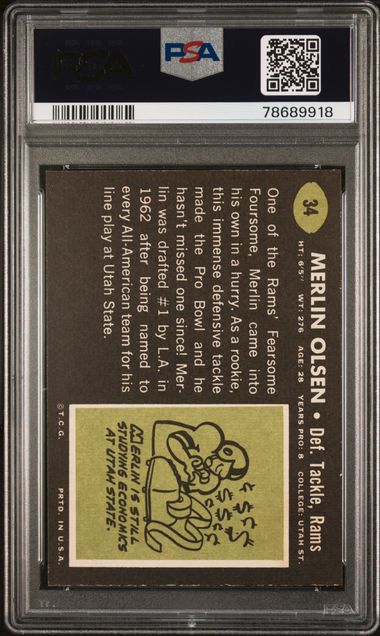 PSA
PSA
78689918
34
MERLIN OLSEN • Def. Tackle, Rams
HT: 6'5" WT: 276 AGE: 28 YEARS PRO: 8 COLLEGE: UTAH ST.
One of the Rams' Fearsome
Foursome, Merlin came into
his own in a hurry. As a rookie,
this immense defensive tackle
made the Pro Bowl and he
hasn't missed one since! Mer-
lin was drafted #1 by L.A. in
1962 after being named to
every All-American team for his
line play at Utah State.
MERLIN IS STILL
STUDYING ECONOMICS
AT UTAH STATE.
© T.C.G. PRTD. IN U.S.A.
PSA